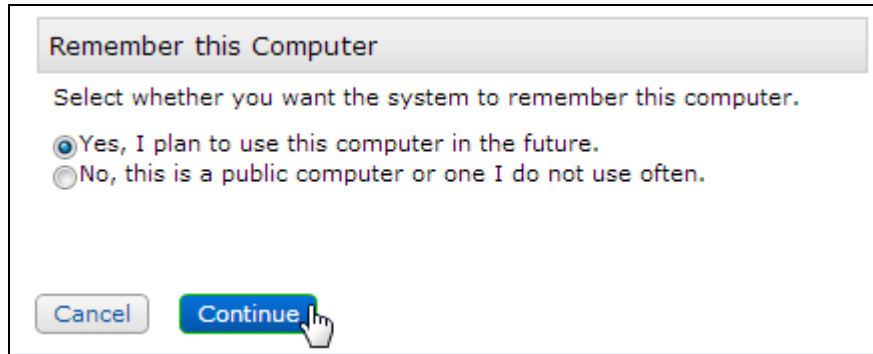 Remember this Computer
Select whether you want the system to remember this computer.
Yes, I plan to use this computer in the future.
No, this is a public computer or one I do not use often.
Cancel Continue